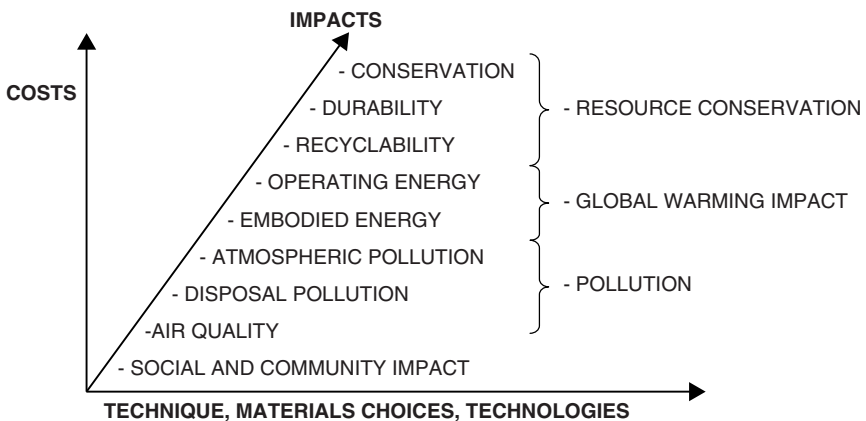 IMPACTS
COSTS
- CONSERVATION
- DURABILITY
- RECYCLABILITY
- RESOURCE CONSERVATION
- OPERATING ENERGY
- EMBODIED ENERGY
- GLOBAL WARMING IMPACT
- ATMOSPHERIC POLLUTION
- DISPOSAL POLLUTION
-AIR QUALITY
- POLLUTION
- SOCIAL AND COMMUNITY IMPACT
TECHNIQUE, MATERIALS CHOICES, TECHNOLOGIES